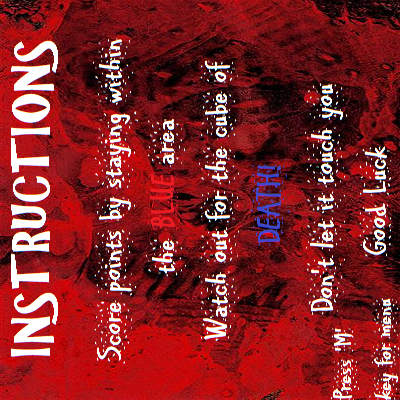 INSTRUCTIONS
Score points by staying within
the BLUE area
Watch out for the cube of
DEATH!
Don't let it touch you
Good Luck
Press 'M'
key for menu